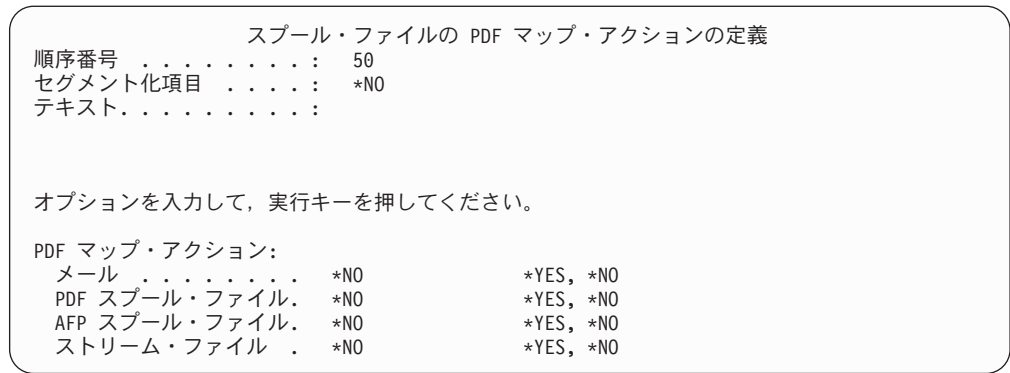 スプール・ファイルの PDF マップ・アクションの定義
順序番号 . . . . . . . . : 50
セグメント化項目 . . . . : *NO
テキスト. . . . . . . . . :
オプションを入力して, 実行キーを押してください。
PDF マップ・アクション:
メール . . . . . . . . *NO *YES, *NO
PDF スプール・ファイル. *NO *YES, *NO
AFP スプール・ファイル. *NO *YES, *NO
ストリーム・ファイル . *NO *YES, *NO